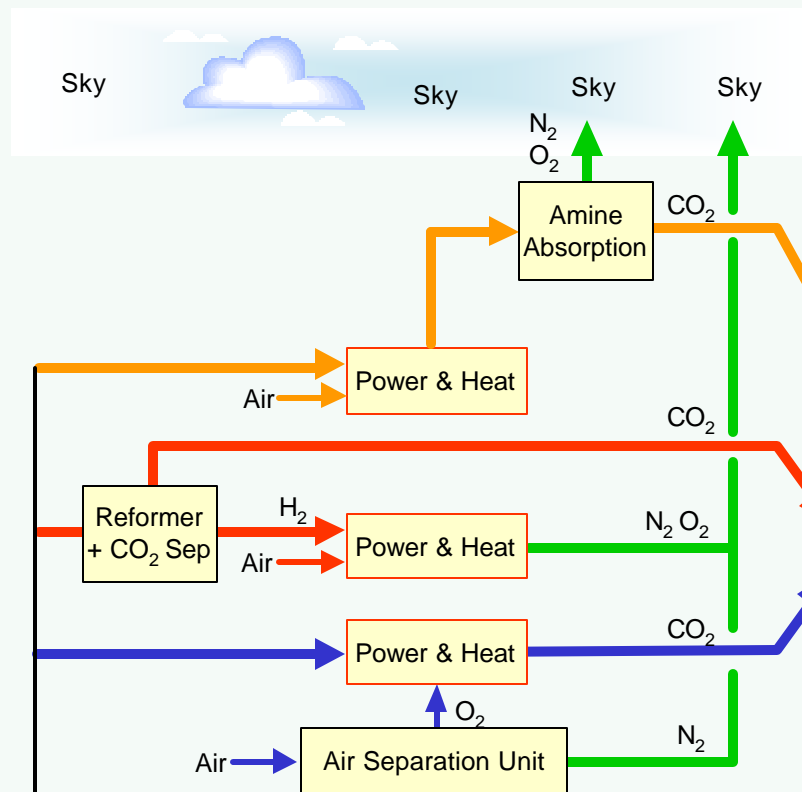 Sky
Sky
Sky
Sky
N₂
O₂
Amine
Absorption
CO₂
Power & Heat
Air
CO₂
Reformer
+ CO₂ Sep
H₂
Air
Power & Heat
N₂ O₂
Power & Heat
CO₂
O₂
Air
Air Separation Unit
N₂